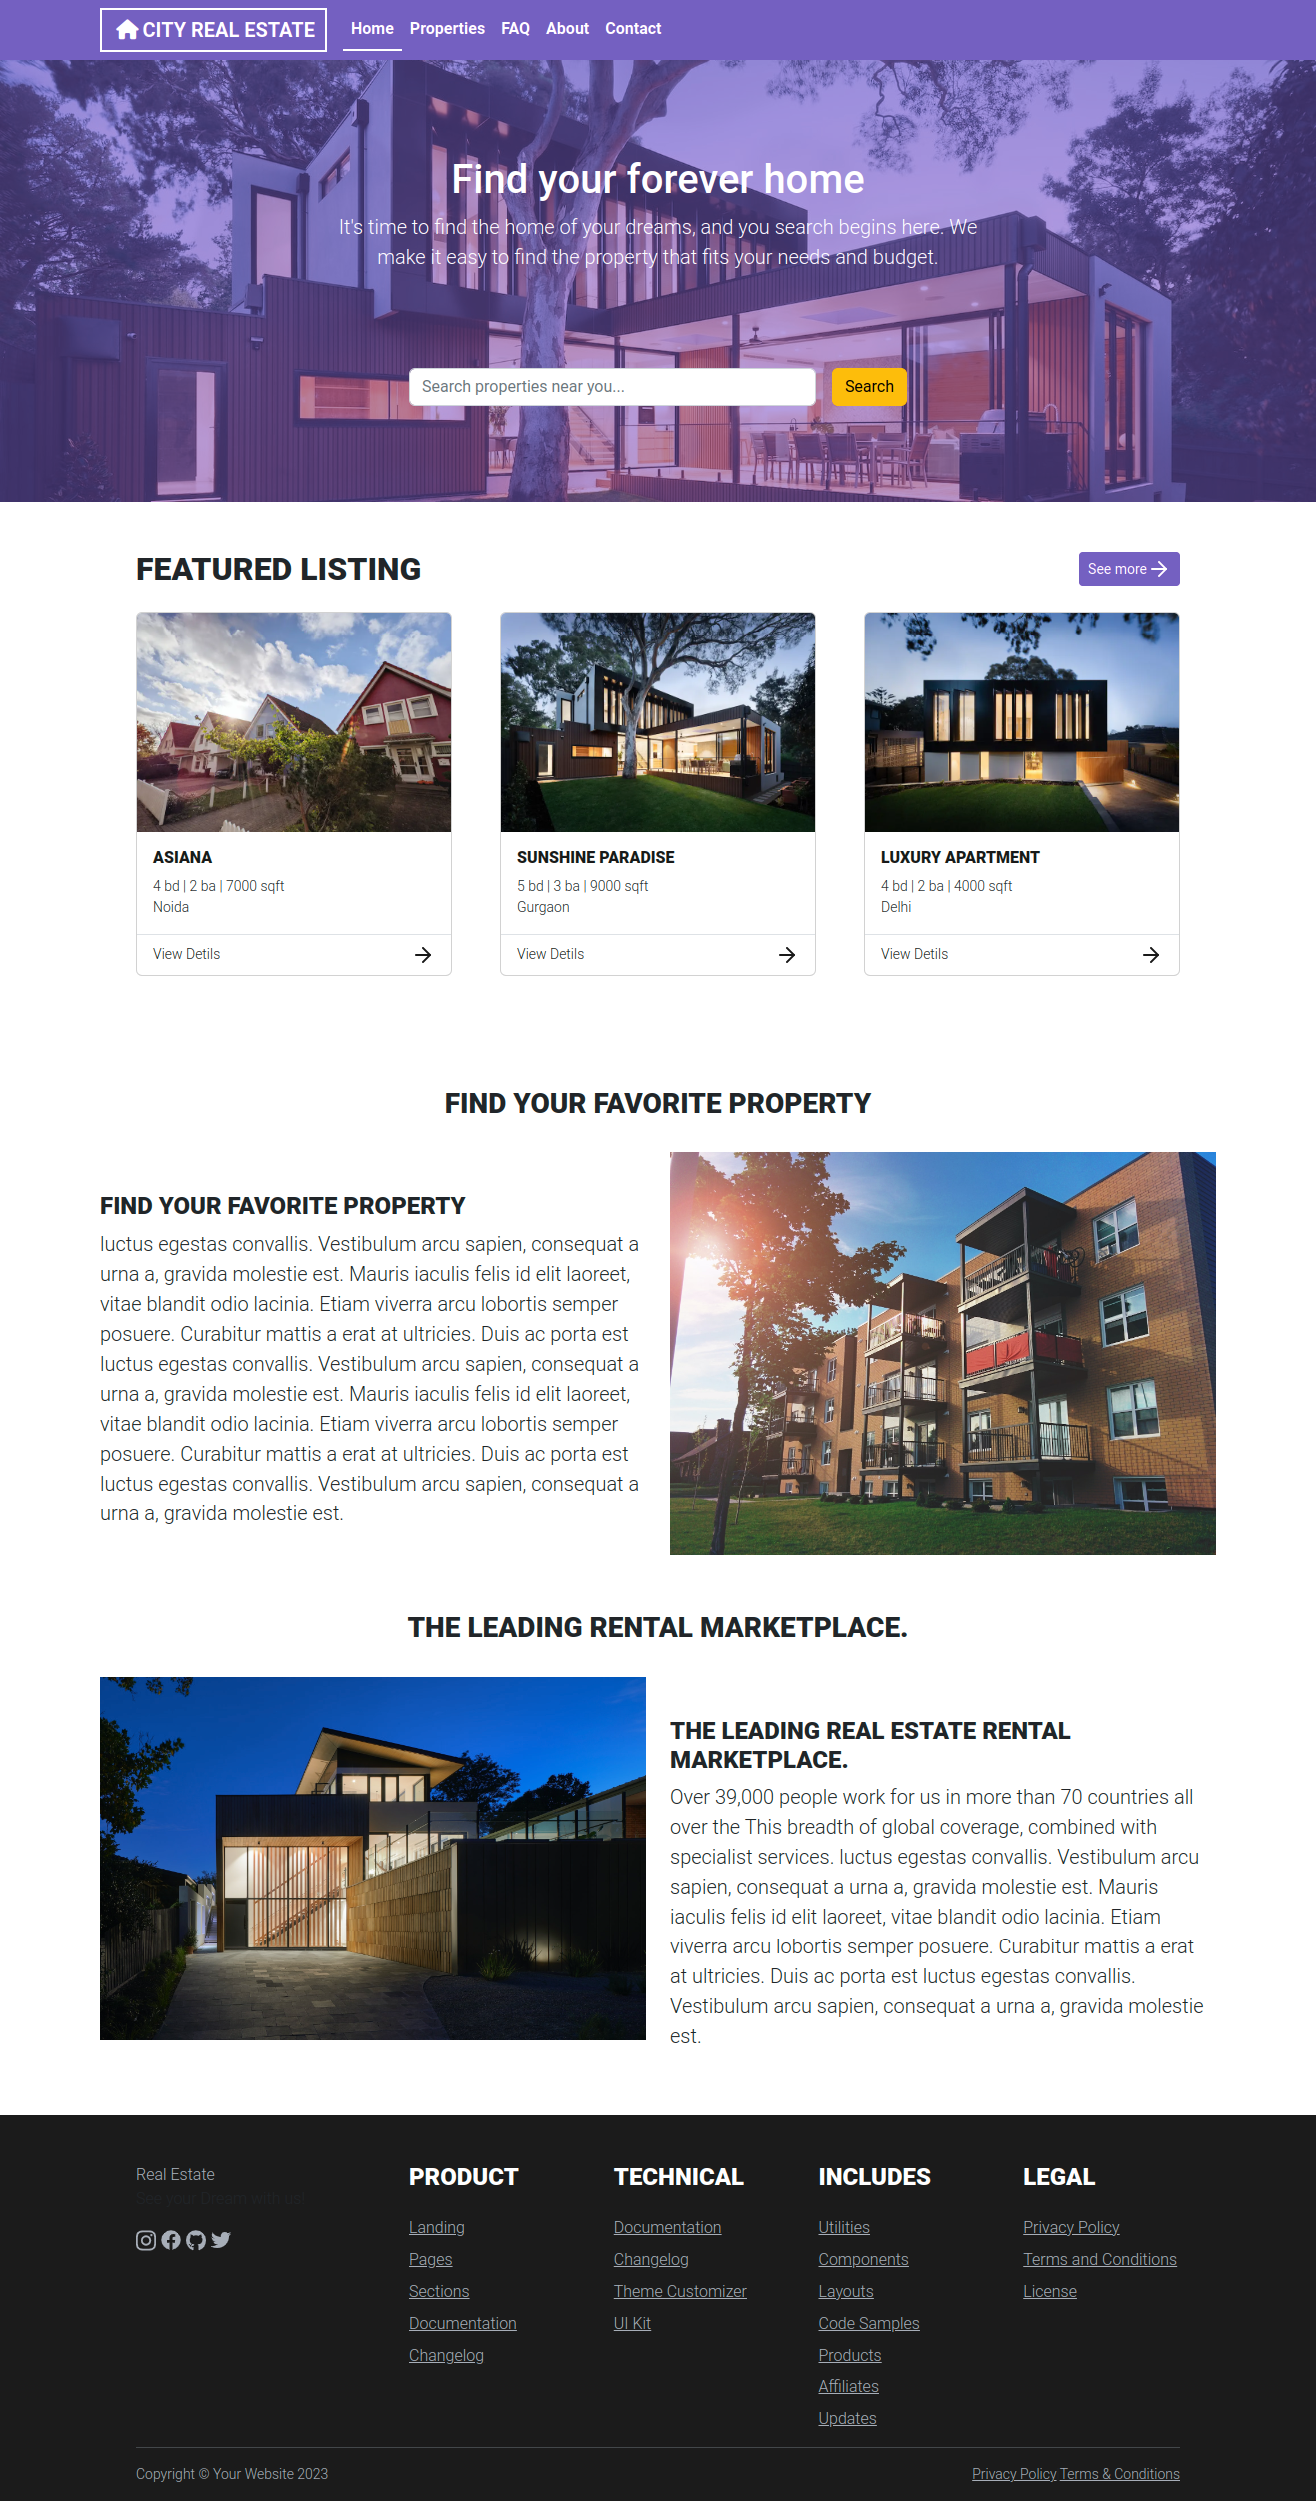 CITY REAL ESTATE
Home Properties FAQ About Contact
Find your forever home
It's time to find the home of your dreams, and you search begins here. We
make it easy to find the property that fits your needs and budget.
Search properties near you...
Search
FEATURED LISTING
See more
ASIANA
4 bd | 2 ba | 7000 sqft
Noida
View Detils
SUNSHINE PARADISE
5 bd | 3 ba | 9000 sqft
Gurgaon
View Detils
LUXURY APARTMENT
4 bd | 2 ba | 4000 sqft
Delhi
View Detils
FIND YOUR FAVORITE PROPERTY
FIND YOUR FAVORITE PROPERTY
luctus egestas convallis. Vestibulum arcu sapien, consequat a
urna a, gravida molestie est. Mauris iaculis felis id elit laoreet,
vitae blandit odio lacinia. Etiam viverra arcu lobortis semper
posuere. Curabitur mattis a erat at ultricies. Duis ac porta est
luctus egestas convallis. Vestibulum arcu sapien, consequat a
urna a, gravida molestie est. Mauris iaculis felis id elit laoreet,
vitae blandit odio lacinia. Etiam viverra arcu lobortis semper
posuere. Curabitur mattis a erat at ultricies. Duis ac porta est
luctus egestas convallis. Vestibulum arcu sapien, consequat a
urna a, gravida molestie est.
THE LEADING RENTAL MARKETPLACE.
THE LEADING REAL ESTATE RENTAL
MARKETPLACE.
Over 39,000 people work for us in more than 70 countries all
over the This breadth of global coverage, combined with
specialist services. luctus egestas convallis. Vestibulum arcu
sapien, consequat a urna a, gravida molestie est. Mauris
iaculis felis id elit laoreet, vitae blandit odio lacinia. Etiam
viverra arcu lobortis semper posuere. Curabitur mattis a erat
at ultricies. Duis ac porta est luctus egestas convallis.
Vestibulum arcu sapien, consequat a urna a, gravida molestie
est.
Real Estate
See your Dream with us!
PRODUCT
Landing
Pages
Sections
Documentation
Changelog
TECHNICAL
Documentation
Changelog
Theme Customizer
UI Kit
INCLUDES
Utilities
Components
Layouts
Code Samples
Products
Affiliates
Updates
LEGAL
Privacy Policy
Terms and Conditions
License
Copyright © Your Website 2023
Privacy Policy Terms & Conditions